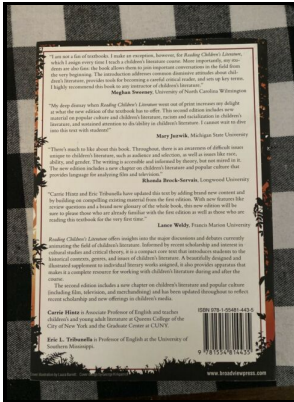 "I am not a fan of textbooks. I make an exception, however, for Reading Children's Literature,
which I assign every time I teach a children's literature course. More importantly, my stu-
dents are also fans: the book allows them to join important conversations in the field from
the very beginning. The introduction addresses common dismissive attitudes about chil-
dren's literature, provides tools for becoming a careful critical reader, and sets up key terms.
I highly recommend this book to any instructor of children's literature."
Meghan Sweeney, University of North Carolina Wilmington
"My deep dismay when Reading Children's Literature went out of print increases my delight
at what the new edition of the textbook has to offer. This second edition includes new
material on popular culture and children's literature, racism and racialization in children's
literature, and sustained attention to dis/ability in children's literature. I cannot wait to dive
into this text with students!"
Mary Juzwik, Michigan State University
"There's much to like about this book. Throughout, there is an awareness of difficult issues
unique to children's literature, such as audience and selection, as well as issues like race,
ability, and gender. The writing is accessible and informed by theory, but not mired in it.
The new edition includes a new chapter on children's literature and popular culture that
provides language for analyzing films and television."
Rhonda Brock-Servais, Longwood University
"Carrie Hintz and Eric Tribunella have updated this text by adding brand new content and
by building on compelling existing material from the first edition. With new features like
review questions and a brand new glossary of the whole book, this new edition will be
sure to please those who are already familiar with the first edition as well as those who are
reading this textbook for the very first time."
Lance Weldy, Francis Marion University
Reading Children's Literature offers insights into the major discussions and debates currently
animating the field of children's literature. Informed by recent scholarship and interest in
cultural studies and critical theory, it is a compact core text that introduces students to the
historical contexts, genres, and issues of children's literature. A beautifully designed and
illustrated supplement to individual literary works assigned, it also provides apparatus that
makes it a complete resource for working with children's literature during and after the
course.
The second edition includes a new chapter on children's literature and popular culture
(including film, television, and merchandising) and has been updated throughout to reflect
recent scholarship and new offerings in children's media.
Carrie Hintz is Associate Professor of English and teaches
children's and young adult literature at Queens College of the
City of New York and the Graduate Center at CUNY.
Eric L. Tribunella is Professor of English at the University of
Southern Mississippi.
ISBN 978-1-55481-443-5
9 781554 814435
www.broadviewpress.com